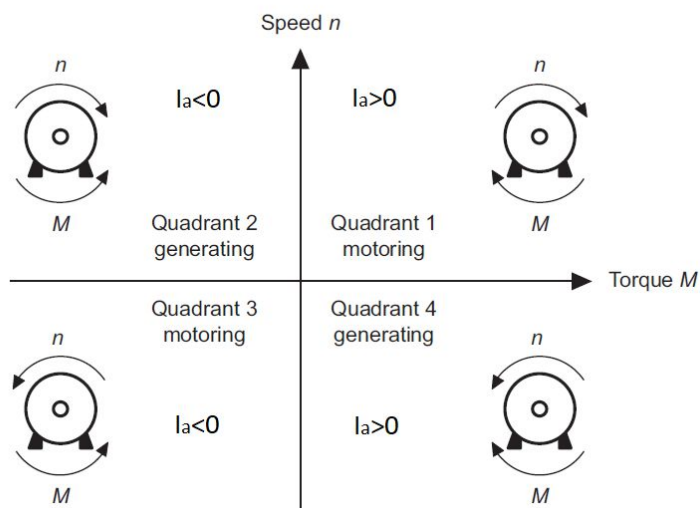 Speed n
n
Ia<0
Ia>0
n
M
Quadrant 2
generating
Quadrant 1
motoring
M
Torque M
Quadrant 3
motoring
Quadrant 4
generating
n
n
Ia<0
Ia>0
M
M